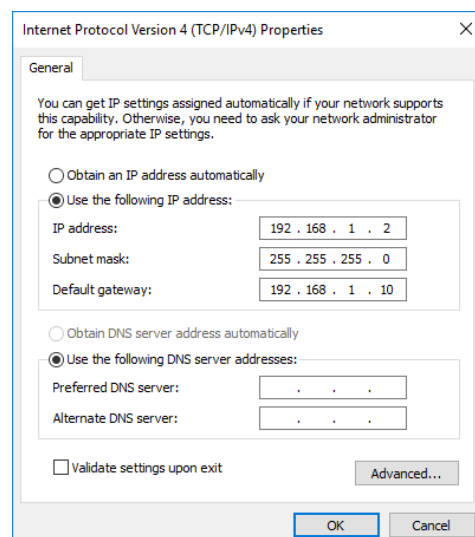 Internet Protocol Version 4 (TCP/IPv4) Properties
General
You can get IP settings assigned automatically if your network supports
this capability. Otherwise, you need to ask your network administrator
for the appropriate IP settings.
Obtain an IP address automatically
Use the following IP address:
IP address: 192 . 168 . 1 . 2
Subnet mask: 255 . 255 . 255 . 0
Default gateway: 192 . 168 . 1 . 10
Obtain DNS server address automatically
Use the following DNS server addresses:
Preferred DNS server: . . .
Alternate DNS server: . . .
Validate settings upon exit
Advanced...
OK Cancel